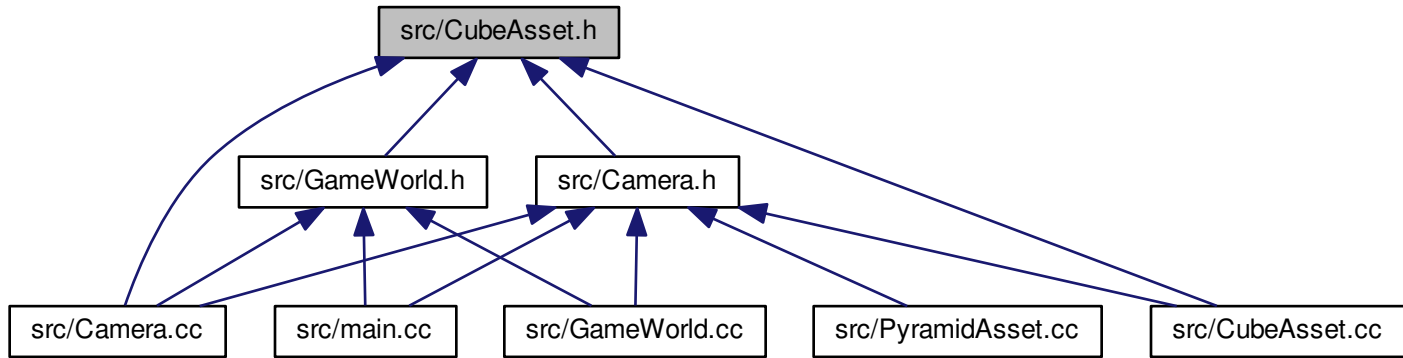 src/CubeAsset.h
src/GameWorld.h
src/Camera.h
src/Camera.cc
src/main.cc
src/GameWorld.cc
src/PyramidAsset.cc
src/CubeAsset.cc